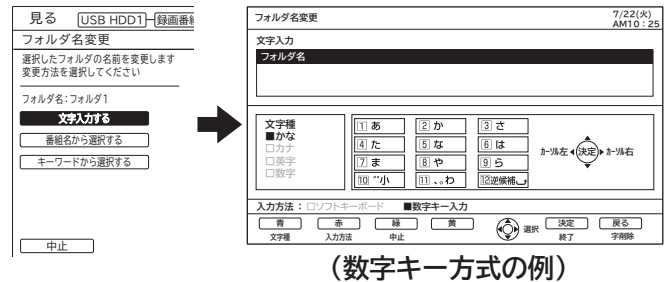 見る USB HDD1 録画番
フォルダ名変更
選択したフォルダの名前を変更します
変更方法を選択してください
フォルダ名:フォルダ1
文字入力する
番組名から選択する
キーワードから選択する
中止
フォルダ名変更 7/22(火)
AM10:25
文字入力
フォルダ名
文字種
■かな
□カナ
□英字
□数字
1 あ 2 か 3 さ
4 た 5 な 6 は
7 ま 8 や 9 ら
10 ゛小 11 、。わ 12逆候補
カーソル左 決定 カーソル右
入力方法:□ソフトキーボード ■数字キー入力
青 赤 緑 黄 選択 決定 戻る
文字種 入力方法 中止 終了 字削除
(数字キー方式の例)